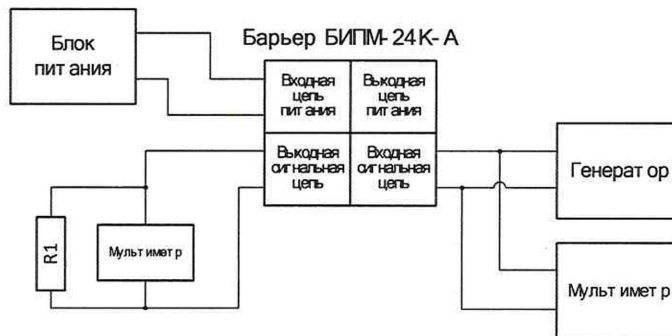 Блок
питания
Барьер БИПМ-24К-А
Входная
цепь
питания
Выходная
цепь
питания
Выходная
сигнальная
цепь
Входная
сигнальная
цепь
Генератор
R1
Мультиметр
Мультиметр